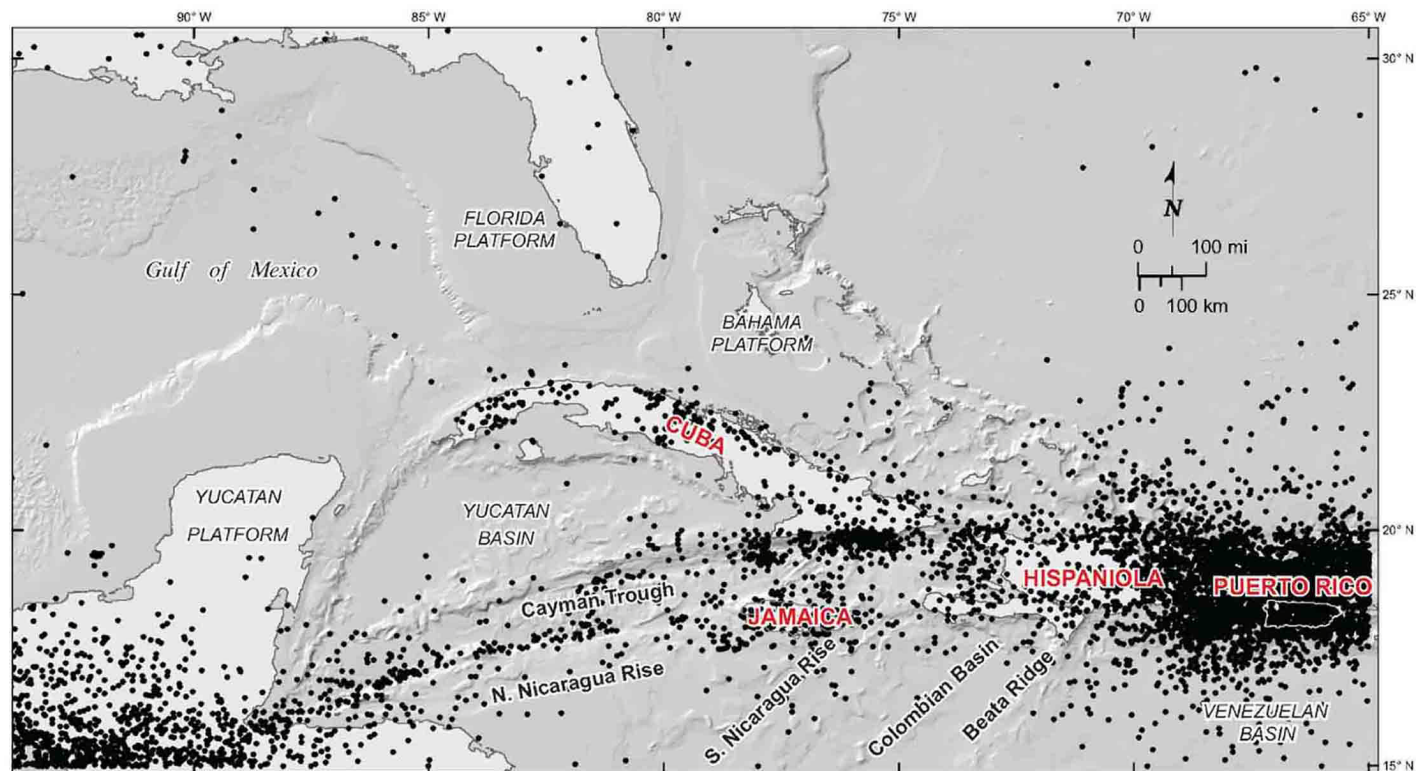 90° W
85° W
80° W
75° W
70° W
65° W
30° N
N
0 100 mi
0 100 km
FLORIDA
PLATFORM
Gulf of Mexico
25° N
BAHAMA
PLATFORM
CUBA
YUCATAN
PLATFORM
YUCATAN
BASIN
20° N
HISPANIOLA
PUERTO RICO
Cayman Trough
JAMAICA
N. Nicaragua Rise
S. Nicaragua Rise
Colombian Basin
Beata Ridge
VENEZUELAN
BASIN
15° N